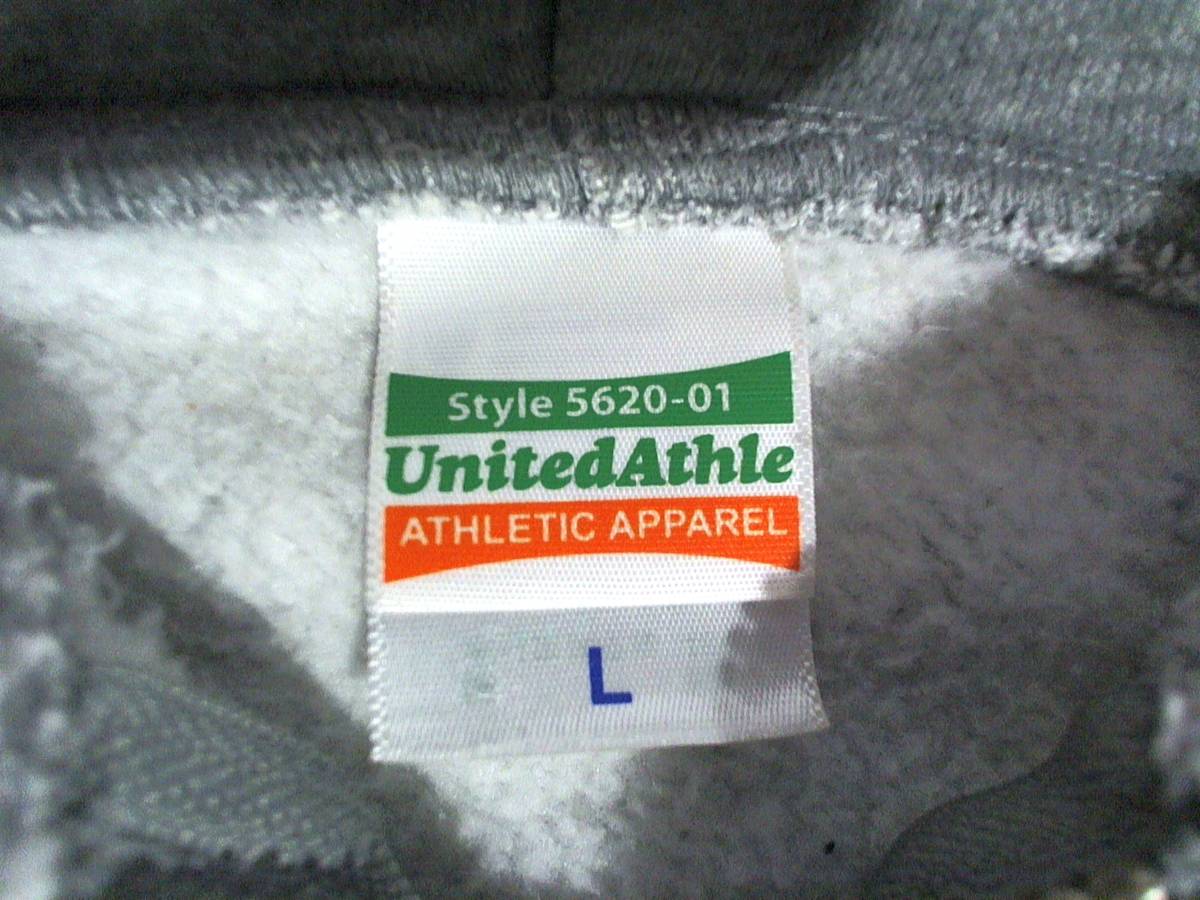 Style 5620-01
UnitedAthle
ATHLETIC APPAREL
L